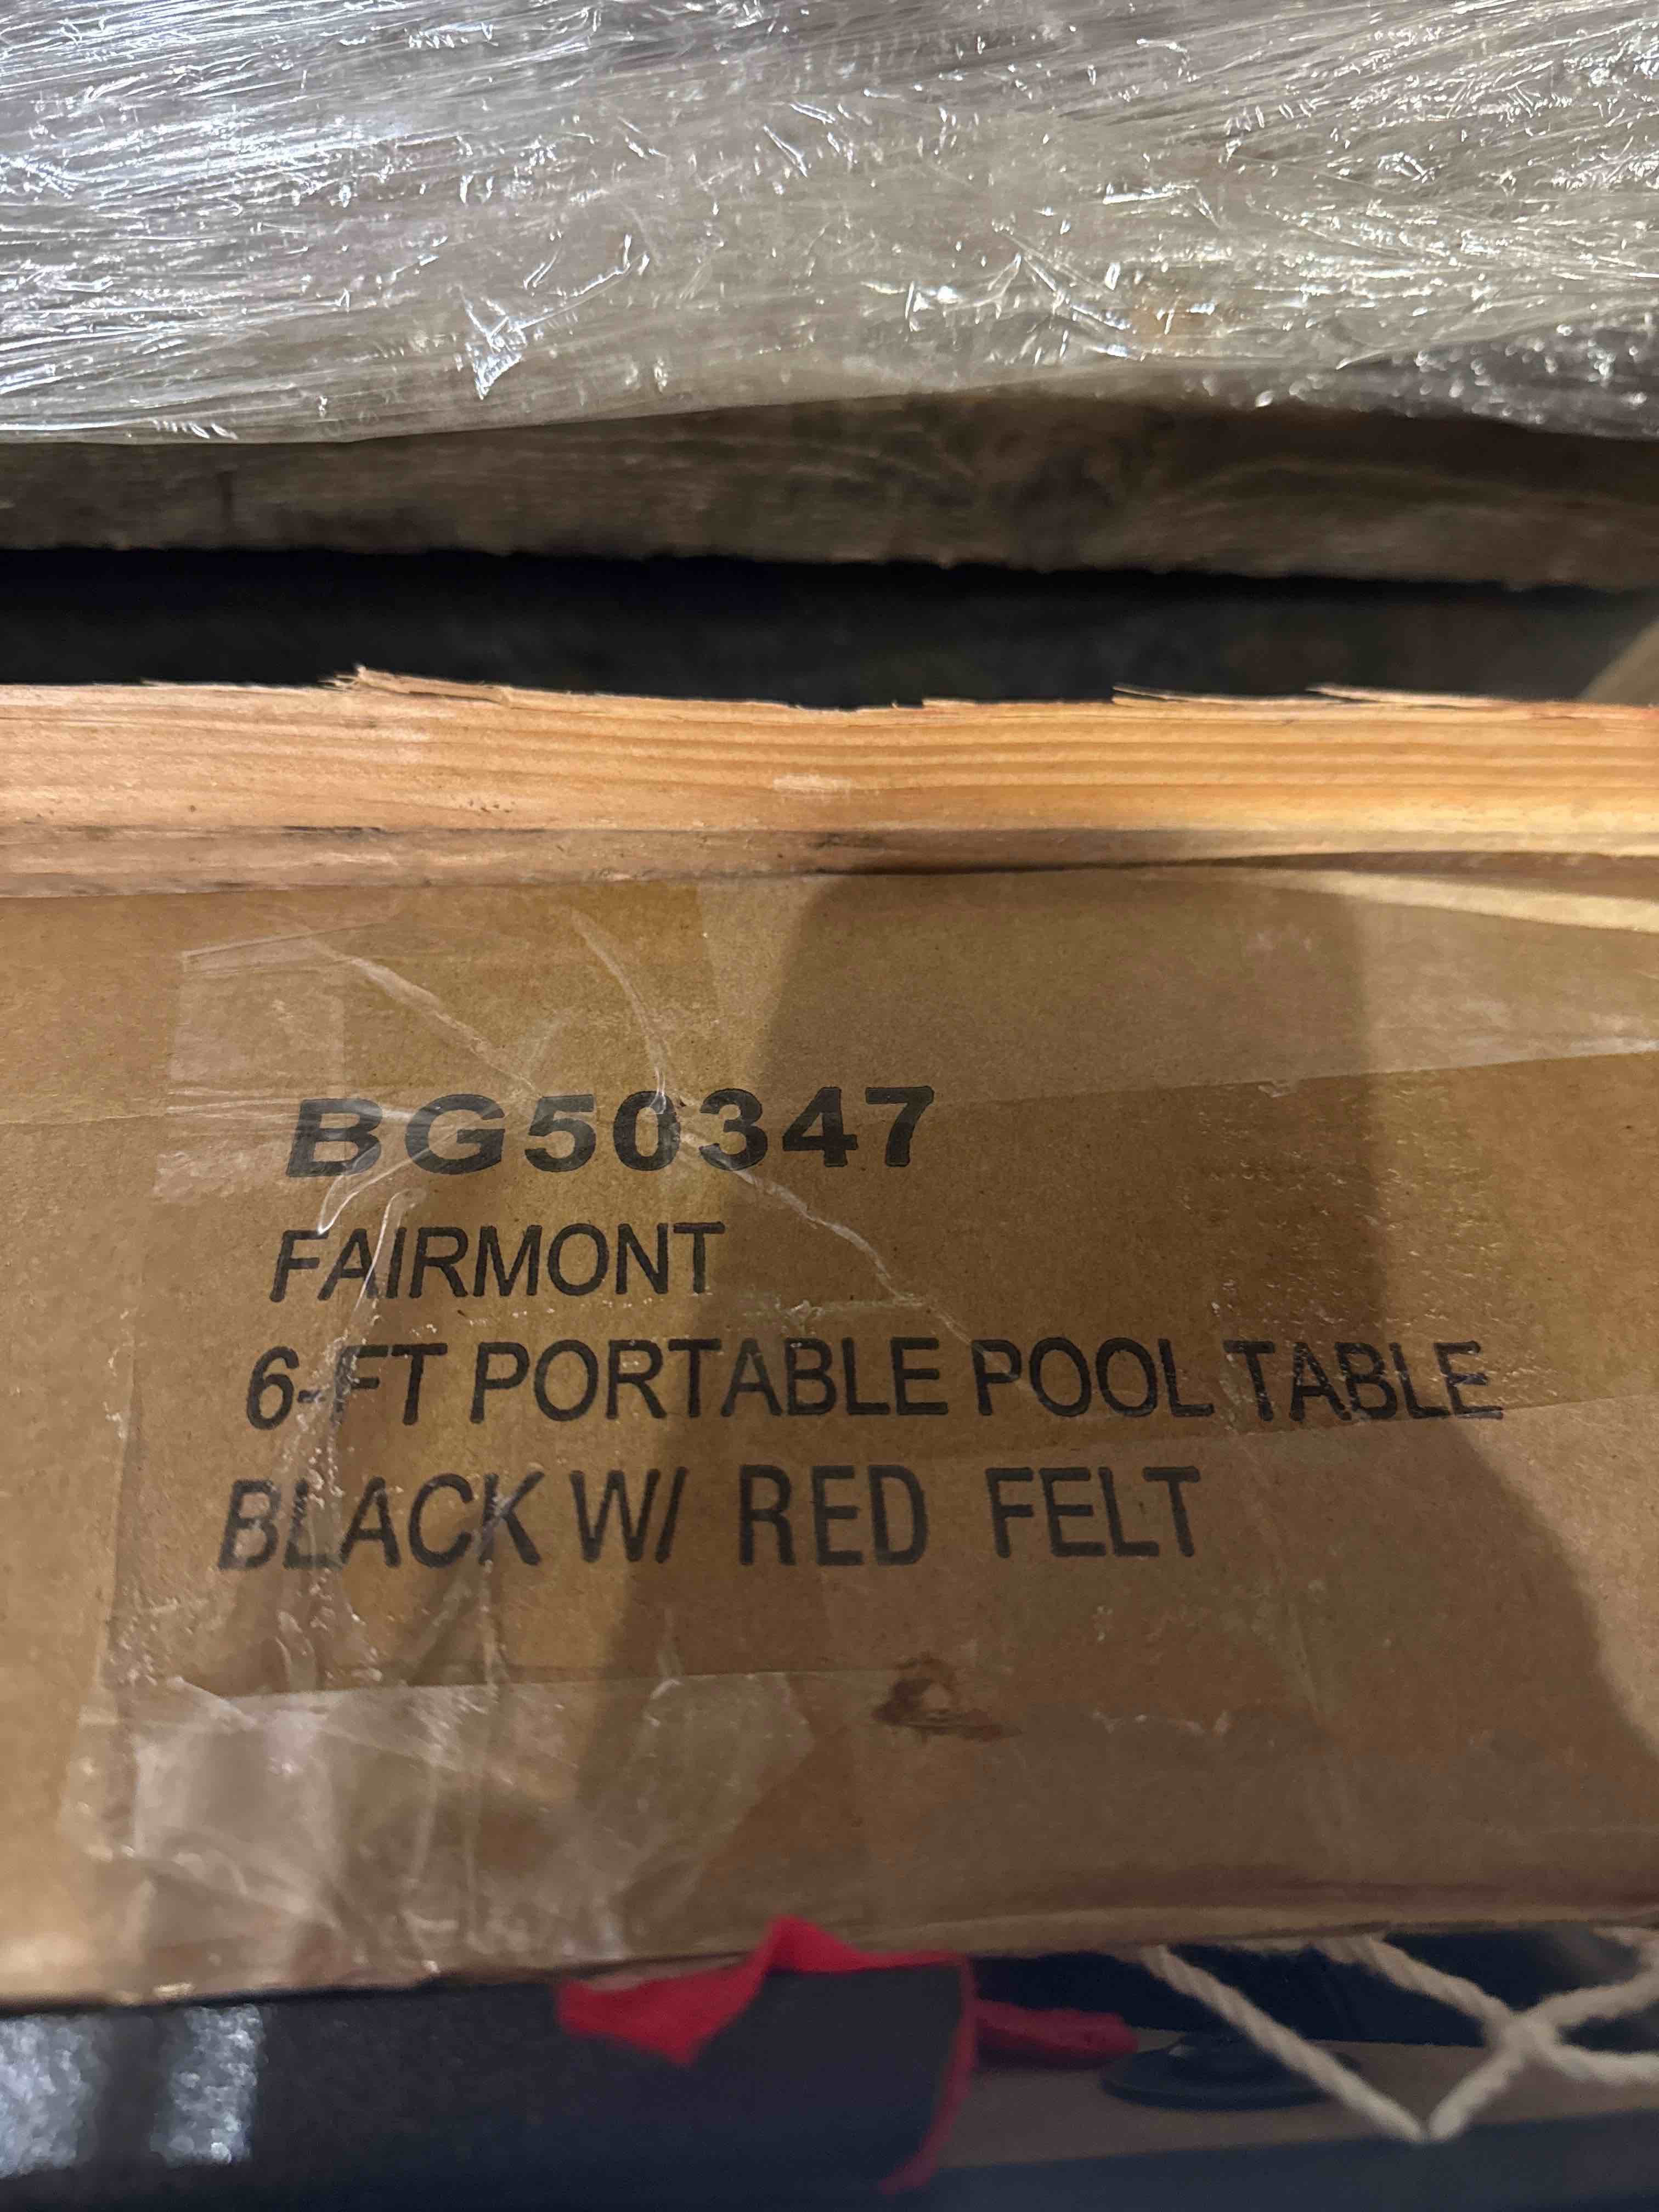 BG50347
FAIRMONT
6-FT PORTABLE POOL TABLE
BLACK W/ RED FELT